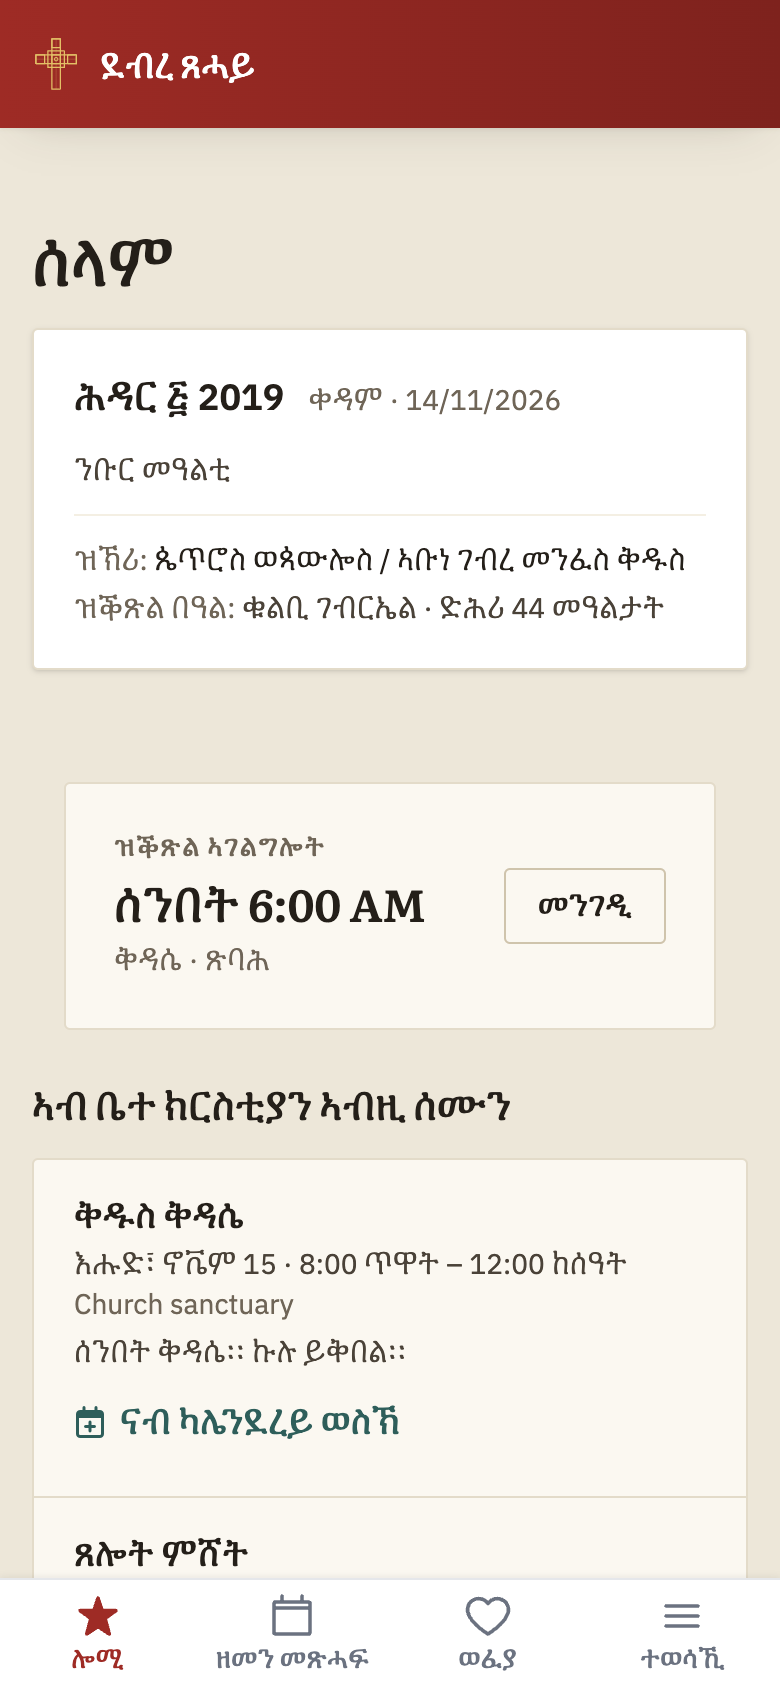 ደብረ ጸሓይ
ሰላም
ሕዳር ፭ 2019 ቀዳም · 14/11/2026
ንቡር መዓልቲ
ዝኽሪ: ጴጥሮስ ወጳውሎስ / ኣቡነ ገብረ መንፈስ ቅዱስ
ዝቕጽል በዓል: ቁልቢ ገብርኤል · ድሕሪ 44 መዓልታት
ዝቕጽል ኣገልግሎት
ሰንበት 6:00 AM
ቅዳሴ · ጽባሕ
መንገዲ
ኣብ ቤተ ክርስቲያን ኣብዚ ሰሙን
ቅዱስ ቅዳሴ
እሑድ፣ ኖቬም 15 · 8:00 ጥዋት – 12:00 ከሰዓት
Church sanctuary
ሰንበት ቅዳሴ። ኩሉ ይቅበል።
ናብ ካሌንደረይ ወስኽ
ጸሎት ምሸት
ሎሚ
ዘመን መጽሓፍ
ወፈያ
ተወሳኺ